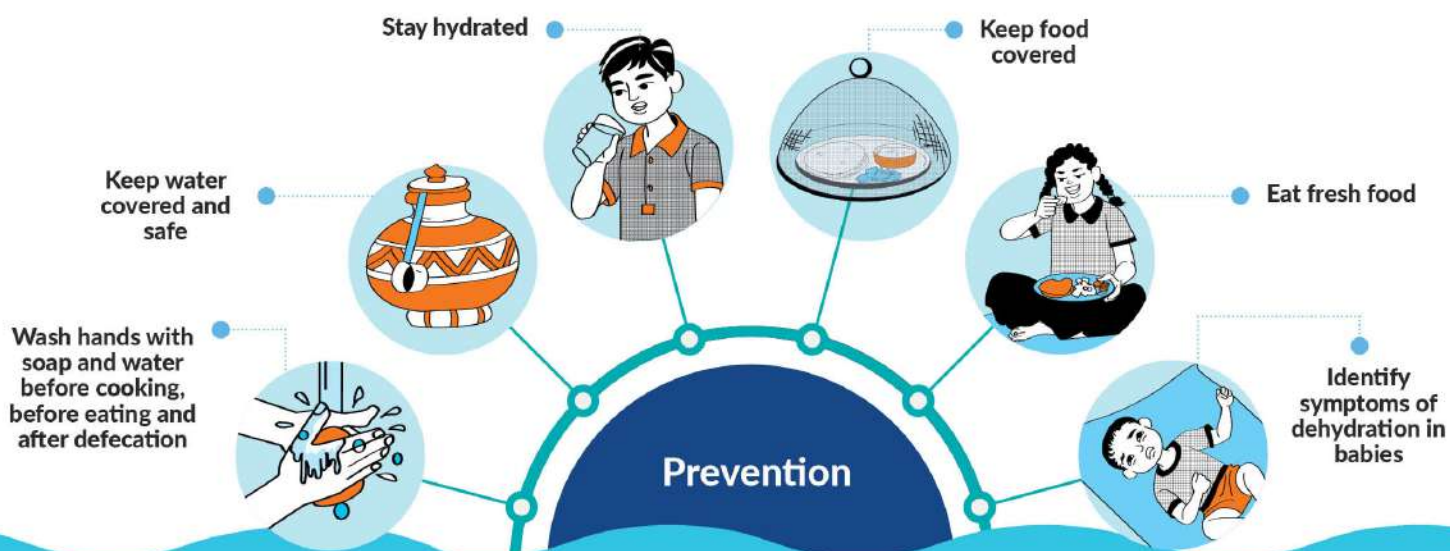 Stay hydrated
Keep food
covered
Keep water
covered and
safe
Eat fresh food
Wash hands with
soap and water
before cooking,
before eating and
after defecation
Identify
symptoms of
dehydration in
babies
Prevention